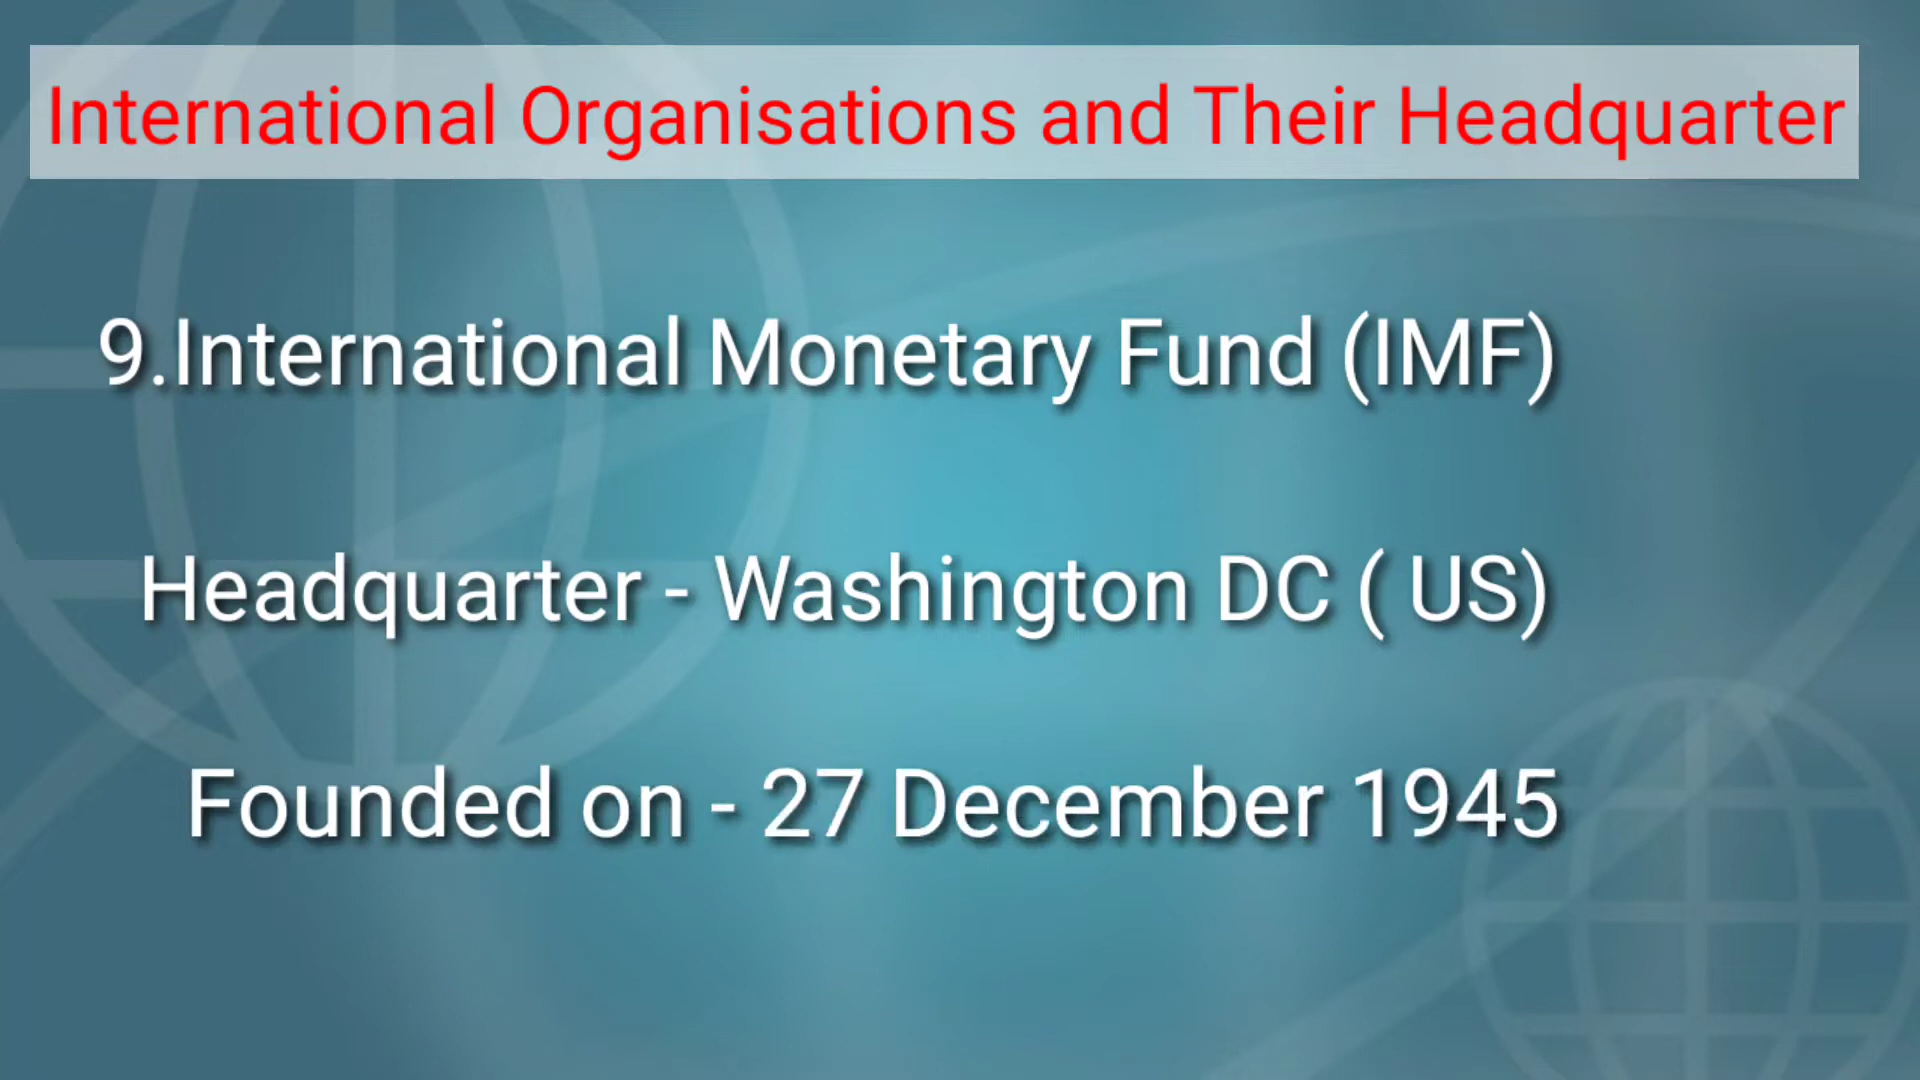 International Organisations and Their Headquarter
9.International Monetary Fund (IMF)
Headquarter - Washington DC ( US)
Founded on - 27 December 1945